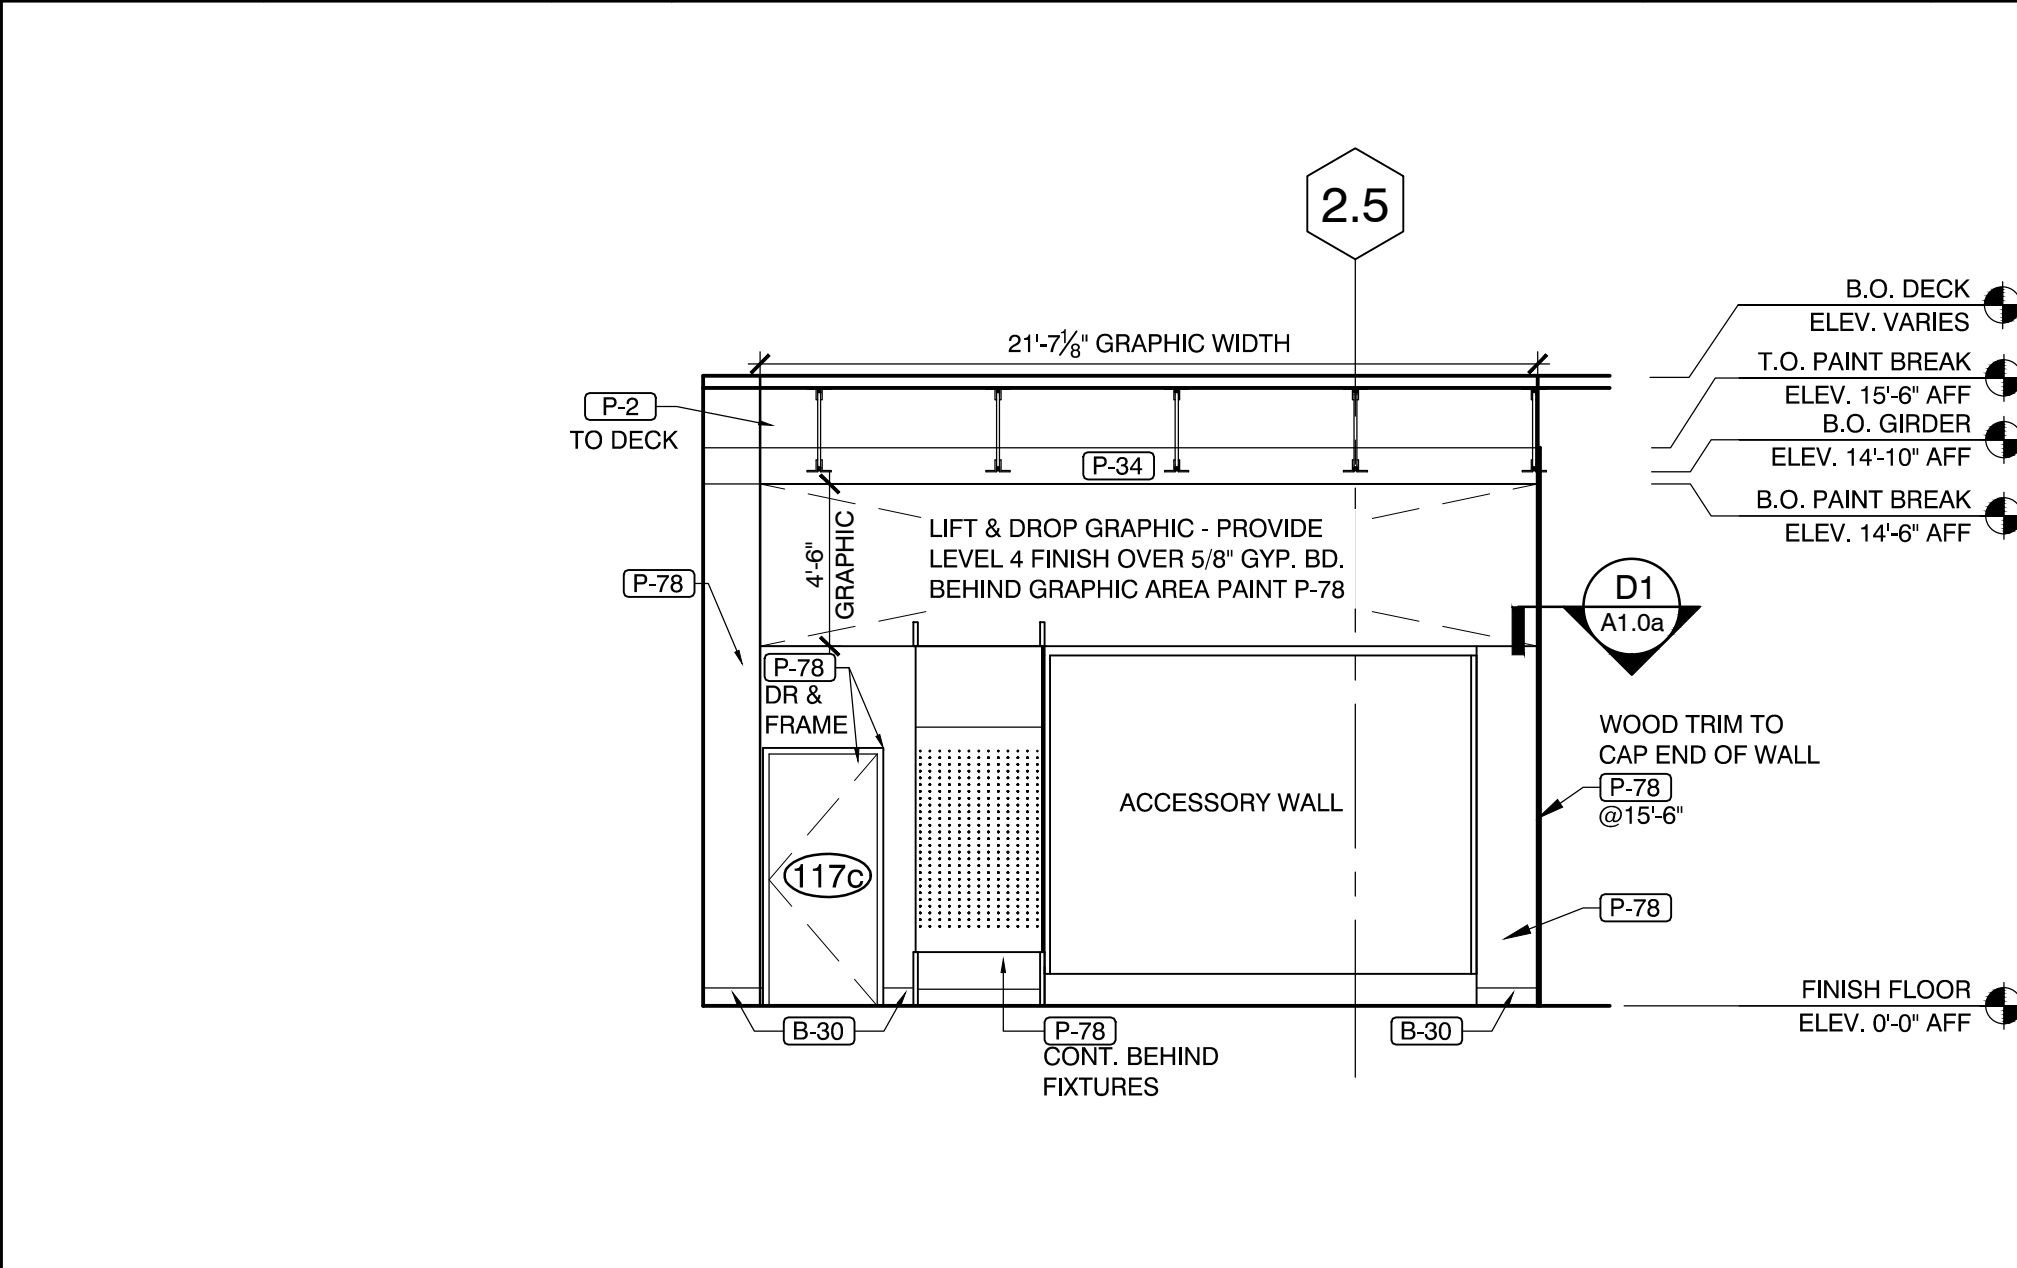 2.5
B.O. DECK
ELEV. VARIES
21'-7⅛" GRAPHIC WIDTH
T.O. PAINT BREAK
ELEV. 15'-6" AFF
P-2
TO DECK
B.O. GIRDER
ELEV. 14'-10" AFF
P-34
B.O. PAINT BREAK
ELEV. 14'-6" AFF
4'-6"
GRAPHIC
LIFT & DROP GRAPHIC - PROVIDE
LEVEL 4 FINISH OVER 5/8" GYP. BD.
BEHIND GRAPHIC AREA PAINT P-78
P-78
D1
A1.0a
P-78
DR &
FRAME
WOOD TRIM TO
CAP END OF WALL
P-78
@15'-6"
ACCESSORY WALL
117c
P-78
FINISH FLOOR
ELEV. 0'-0" AFF
B-30
P-78
CONT. BEHIND
FIXTURES
B-30